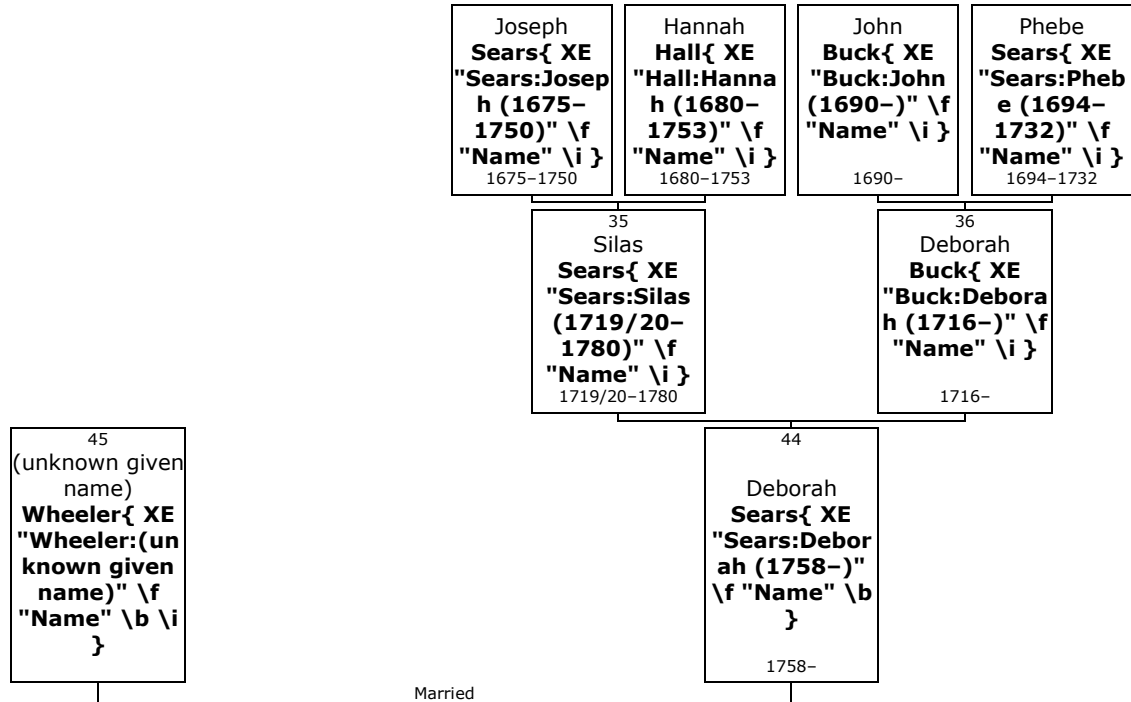 Joseph
Sears{ XE
"Sears:Josep
h (1675–
1750)" \f
"Name" \i }
1675–1750
Hannah
Hall{ XE
"Hall:Hanna
h (1680–
1753)" \f
"Name" \i }
1680–1753
John
Buck{ XE
"Buck:John
(1690–)" \f
"Name" \i }
1690–
Phebe
Sears{ XE
"Sears:Pheb
e (1694–
1732)" \f
"Name" \i }
1694–1732
35
Silas
Sears{ XE
"Sears:Silas
(1719/20–
1780)" \f
"Name" \i }
1719/20–1780
36
Deborah
Buck{ XE
"Buck:Debora
h (1716–)" \f
"Name" \i }
1716–
45
(unknown given
name)
Wheeler{ XE
"Wheeler:(un
known given
name)" \f
"Name" \b \i
}
44
Deborah
Sears{ XE
"Sears:Debor
ah (1758–)"
\f "Name" \b
}
1758–
Married